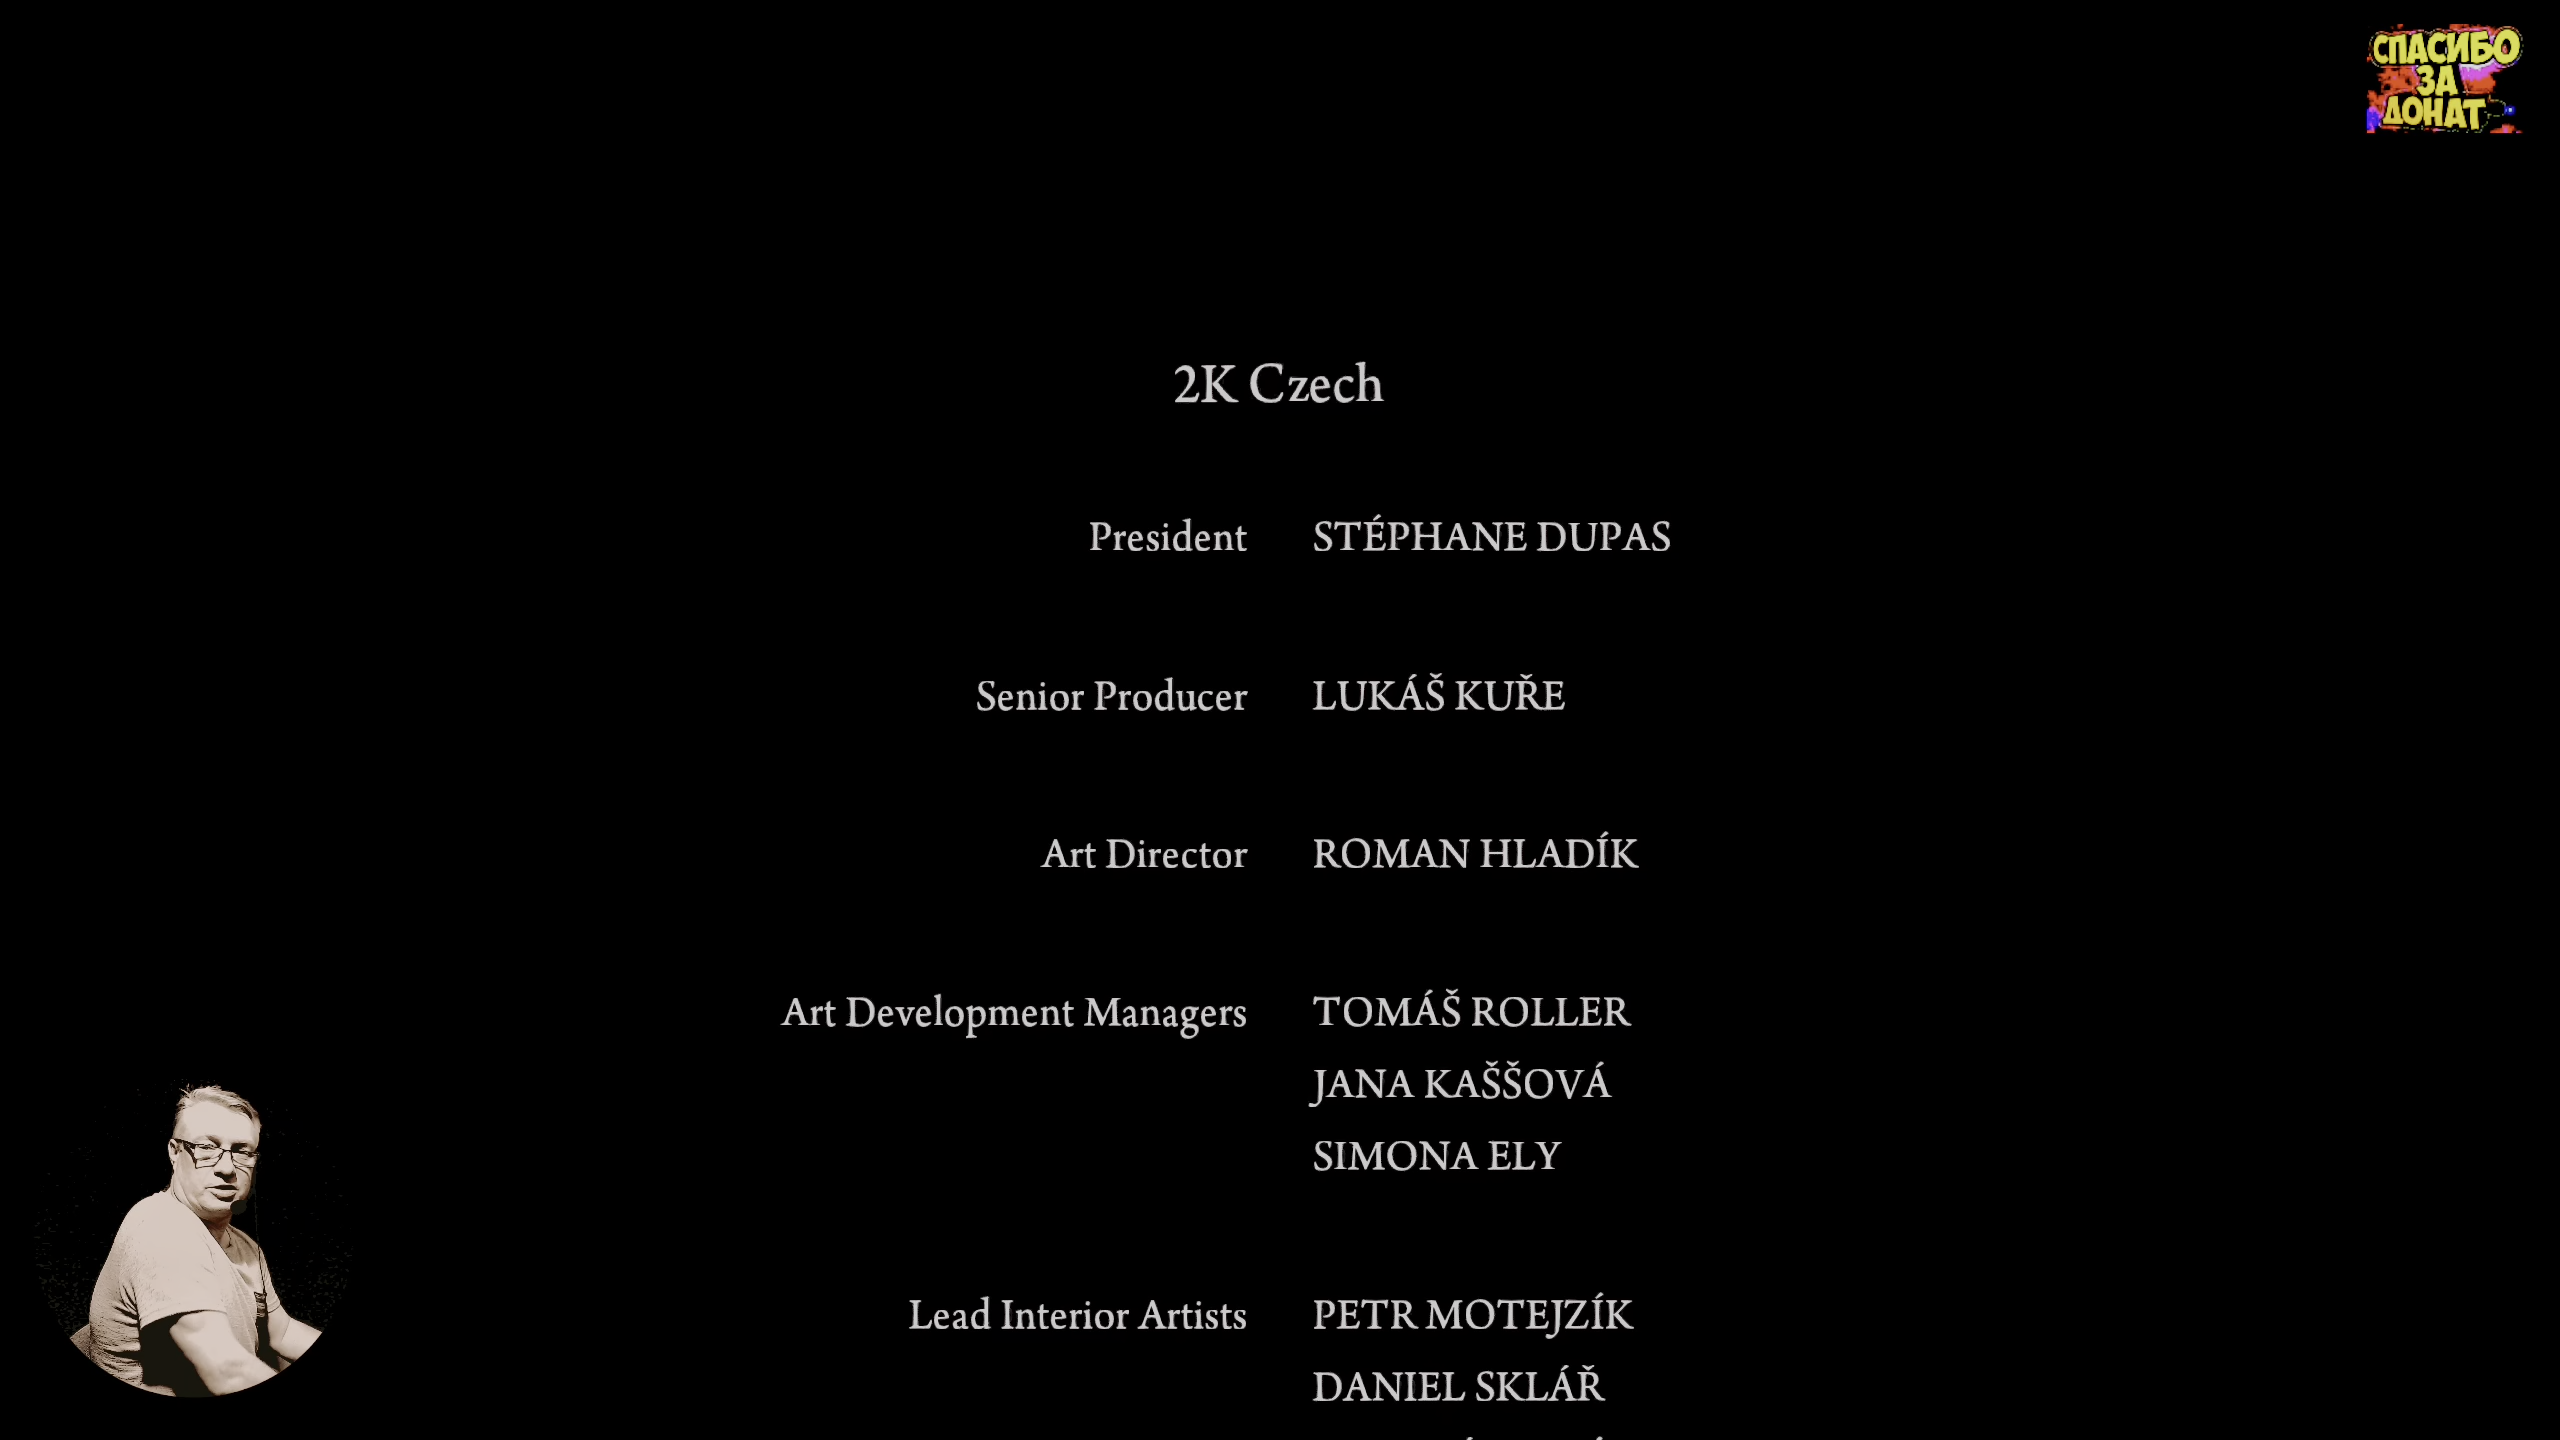 СПАСИБО
ЗА
ДОНАТ
2K Czech
President STÉPHANE DUPAS
Senior Producer LUKÁŠ KUŘE
Art Director ROMAN HLADÍK
Art Development Managers TOMÁŠ ROLLER
JANA KAŠŠOVÁ
SIMONA ELY
Lead Interior Artists PETR MOTEJZÍK
DANIEL SKLÁŘ